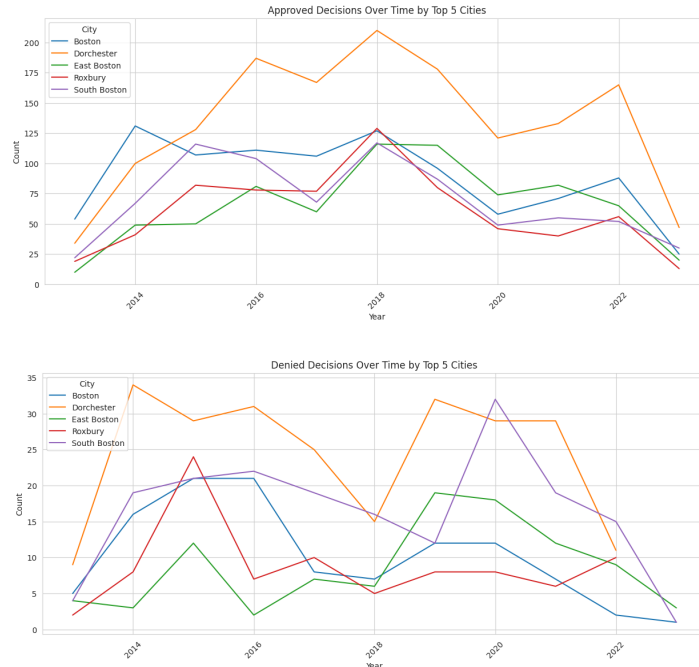 Approved Decisions Over Time by Top 5 Cities
City
Boston
Dorchester
East Boston
Roxbury
South Boston
200
175
150
125
100
75
50
25
0
Count
2014
2016
2018
2020
2022
Year
Denied Decisions Over Time by Top 5 Cities
City
Boston
Dorchester
East Boston
Roxbury
South Boston
35
30
25
20
15
10
5
0
Count
2014
2016
2018
2020
2022
Year